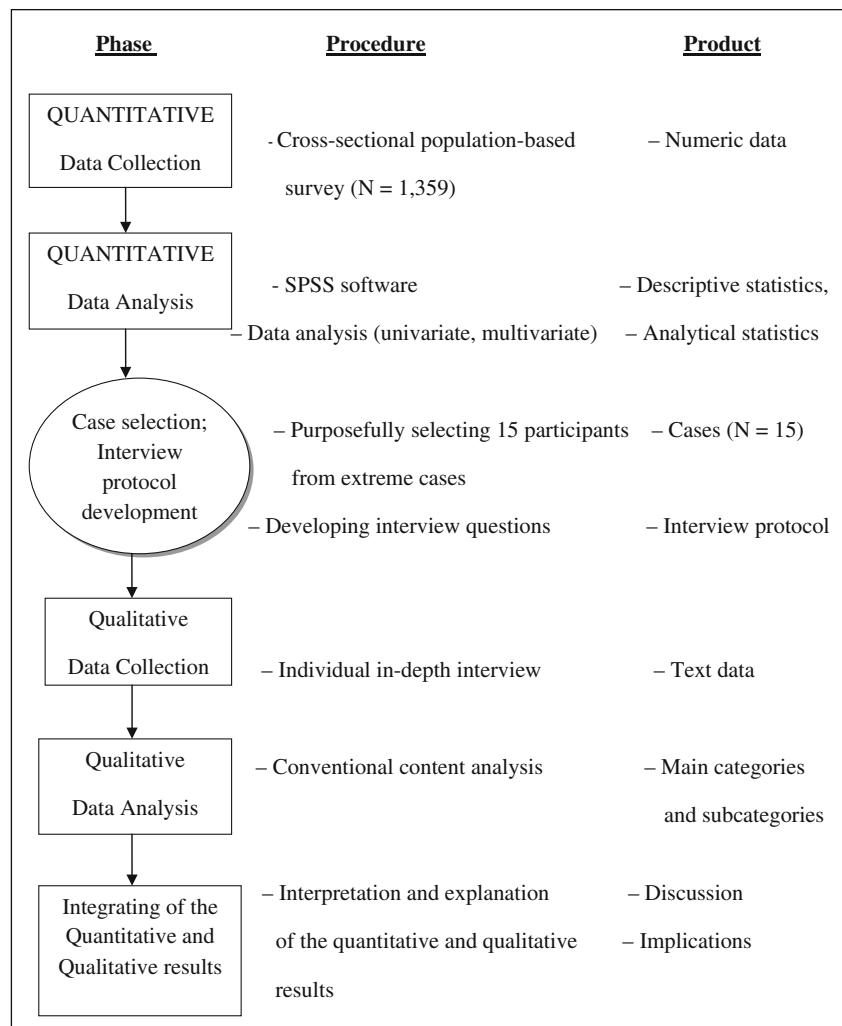 Phase Procedure Product
QUANTITATIVE
Data Collection
- Cross-sectional population-based
survey (N = 1,359)
– Numeric data
QUANTITATIVE
Data Analysis
- SPSS software
– Data analysis (univariate, multivariate)
– Descriptive statistics,
– Analytical statistics
Case selection;
Interview
protocol
development
– Purposefully selecting 15 participants
from extreme cases
– Developing interview questions
– Cases (N = 15)
– Interview protocol
Qualitative
Data Collection
– Individual in-depth interview
– Text data
Qualitative
Data Analysis
– Conventional content analysis
– Main categories
and subcategories
Integrating of the
Quantitative and
Qualitative results
– Interpretation and explanation
of the quantitative and qualitative
results
– Discussion
– Implications